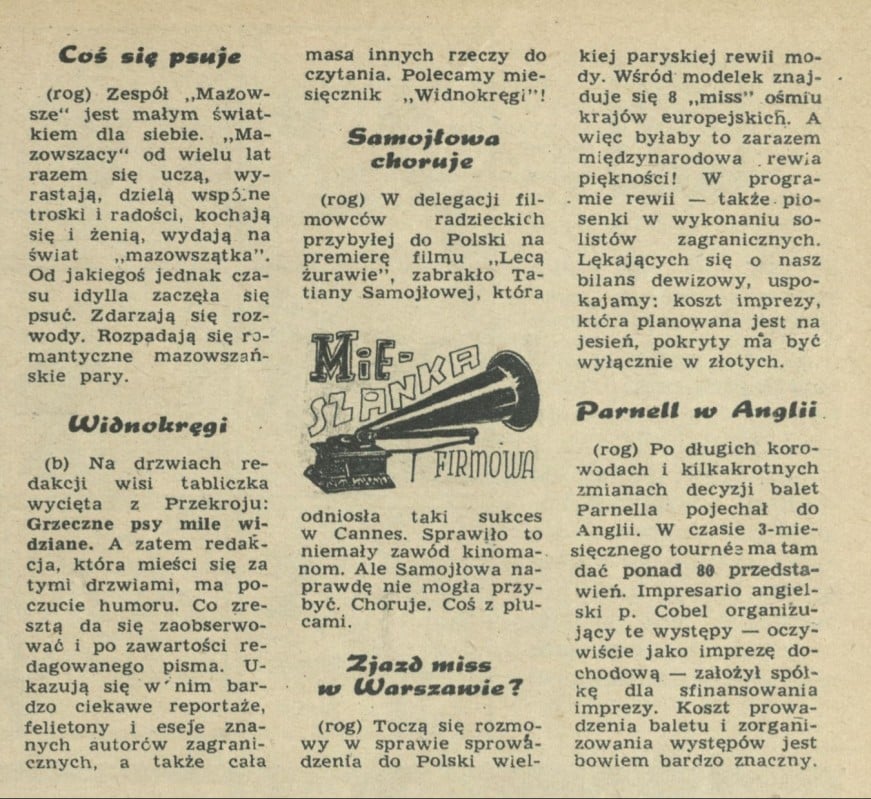 Coś się psuje
(rog) Zespół „Mazow-
sze" jest małym świat-
kiem dla siebie. „Ma-
zowszacy" od wielu lat
razem się uczą, wy-
rastają, dzielą wspólne
troski i radości, kochają
się i żenią, wydają na
świat „mazowszątka".
Od jakiegoś jednak cza-
su idylla zaczęła się
psuć. Zdarzają się roz-
wody. Rozpadają się ro-
mantyczne mazowszań-
skie pary.
Widnokręgi
(b) Na drzwiach re-
dakcji wisi tabliczka
wycięta z Przekroju:
Grzeczne psy mile wi-
dziane. A zatem redak-
cja, która mieści się za
tymi drzwiami, ma po-
czucie humoru. Co zre-
sztą da się zaobserwo-
wać i po zawartości re-
dagowanego pisma. U-
kazują się w nim bar-
dzo ciekawe reportaże,
felietony i eseje zna-
nych autorów zagrani-
cznych, a także cała
masa innych rzeczy do
czytania. Polecamy mie-
sięcznik „Widnokręgi"!
Samojłowa
choruje
(rog) W delegacji fil-
mowców radzieckich
przybyłej do Polski na
premierę filmu „Lecą
żurawie", zabrakło Ta-
tiany Samojłowej, która
MIE-
SZANKA
FIRMOWA
odniosła taki sukces
w Cannes. Sprawiło to
niemały zawód kinoma-
nom. Ale Samojłowa na-
prawdę nie mogła przy-
być. Choruje. Coś z płu-
cami.
Zjazd miss
w Warszawie?
(rog) Toczą się rozmo-
wy w sprawie sprowa-
dzenia do Polski wiel-
kiej paryskiej rewii mo-
dy. Wśród modelek znaj-
duje się 8 „miss" ośmiu
krajów europejskich. A
więc byłaby to zarazem
międzynarodowa rewia
piękności! W progra-
mie rewii — także pio-
senki w wykonaniu so-
listów zagranicznych.
Lękających się o nasz
bilans dewizowy, uspo-
kajamy: koszt imprezy,
która planowana jest na
jesień, pokryty ma być
wyłącznie w złotych.
Parnell w Anglii
(rog) Po długich koro-
wodach i kilkakrotnych
zmianach decyzji balet
Parnella pojechał do
Anglii. W czasie 3-mie-
sięcznego tournée ma tam
dać ponad 80 przedsta-
wień. Impresario angiel-
ski p. Cobel organizu-
jący te występy — oczy-
wiście jako imprezę do-
chodową — założył spół-
kę dla sfinansowania
imprezy. Koszt prowa-
dzenia baletu i zorgani-
zowania występów jest
bowiem bardzo znaczny.